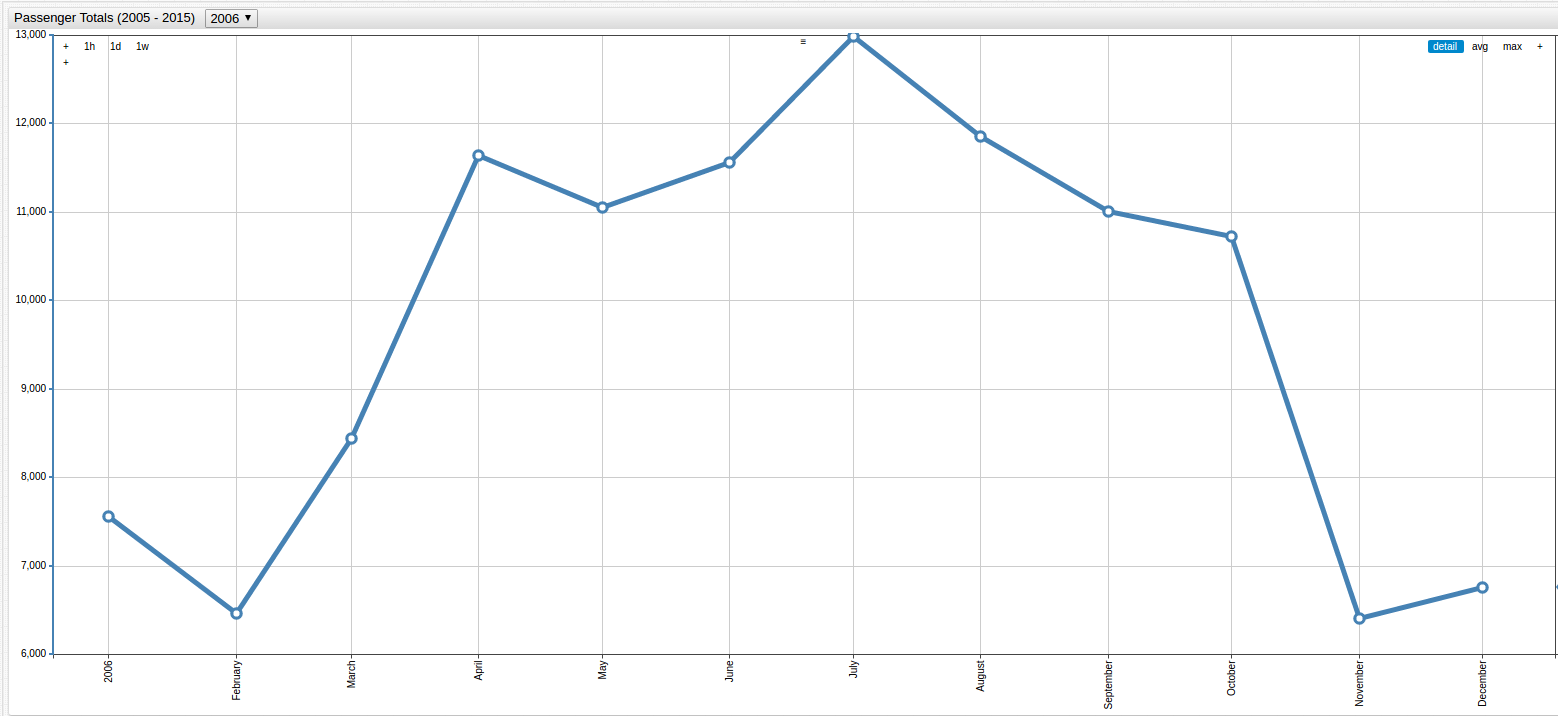 Passenger Totals (2005 - 2015) 2006 ▼
+ 1h 1d 1w
+
≡
detail avg max +
13,000
12,000
11,000
10,000
9,000
8,000
7,000
6,000
2006
February
March
April
May
June
July
August
September
October
November
December